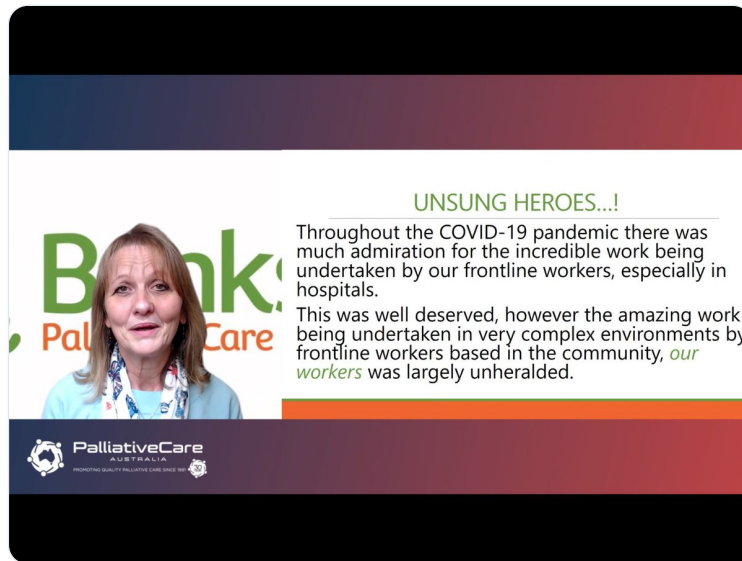 UNSUNG HEROES...!
Throughout the COVID-19 pandemic there was
much admiration for the incredible work being
undertaken by our frontline workers, especially in
hospitals.
This was well deserved, however the amazing work
being undertaken in very complex environments by
frontline workers based in the community, our
workers was largely unheralded.
Care
PalliativeCare
AUSTRALIA
PROMOTING QUALITY PALLIATIVE CARE SINCE 1991
30